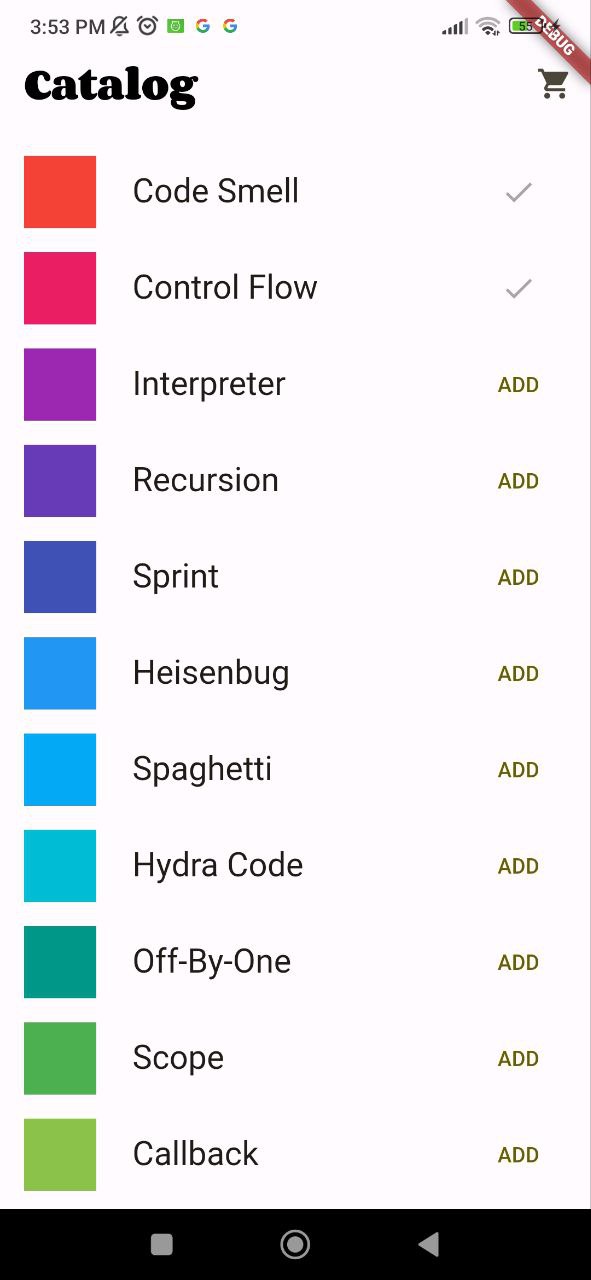 3:53 PM
55
DEBUG
Catalog
Code Smell
Control Flow
Interpreter ADD
Recursion ADD
Sprint ADD
Heisenbug ADD
Spaghetti ADD
Hydra Code ADD
Off-By-One ADD
Scope ADD
Callback ADD